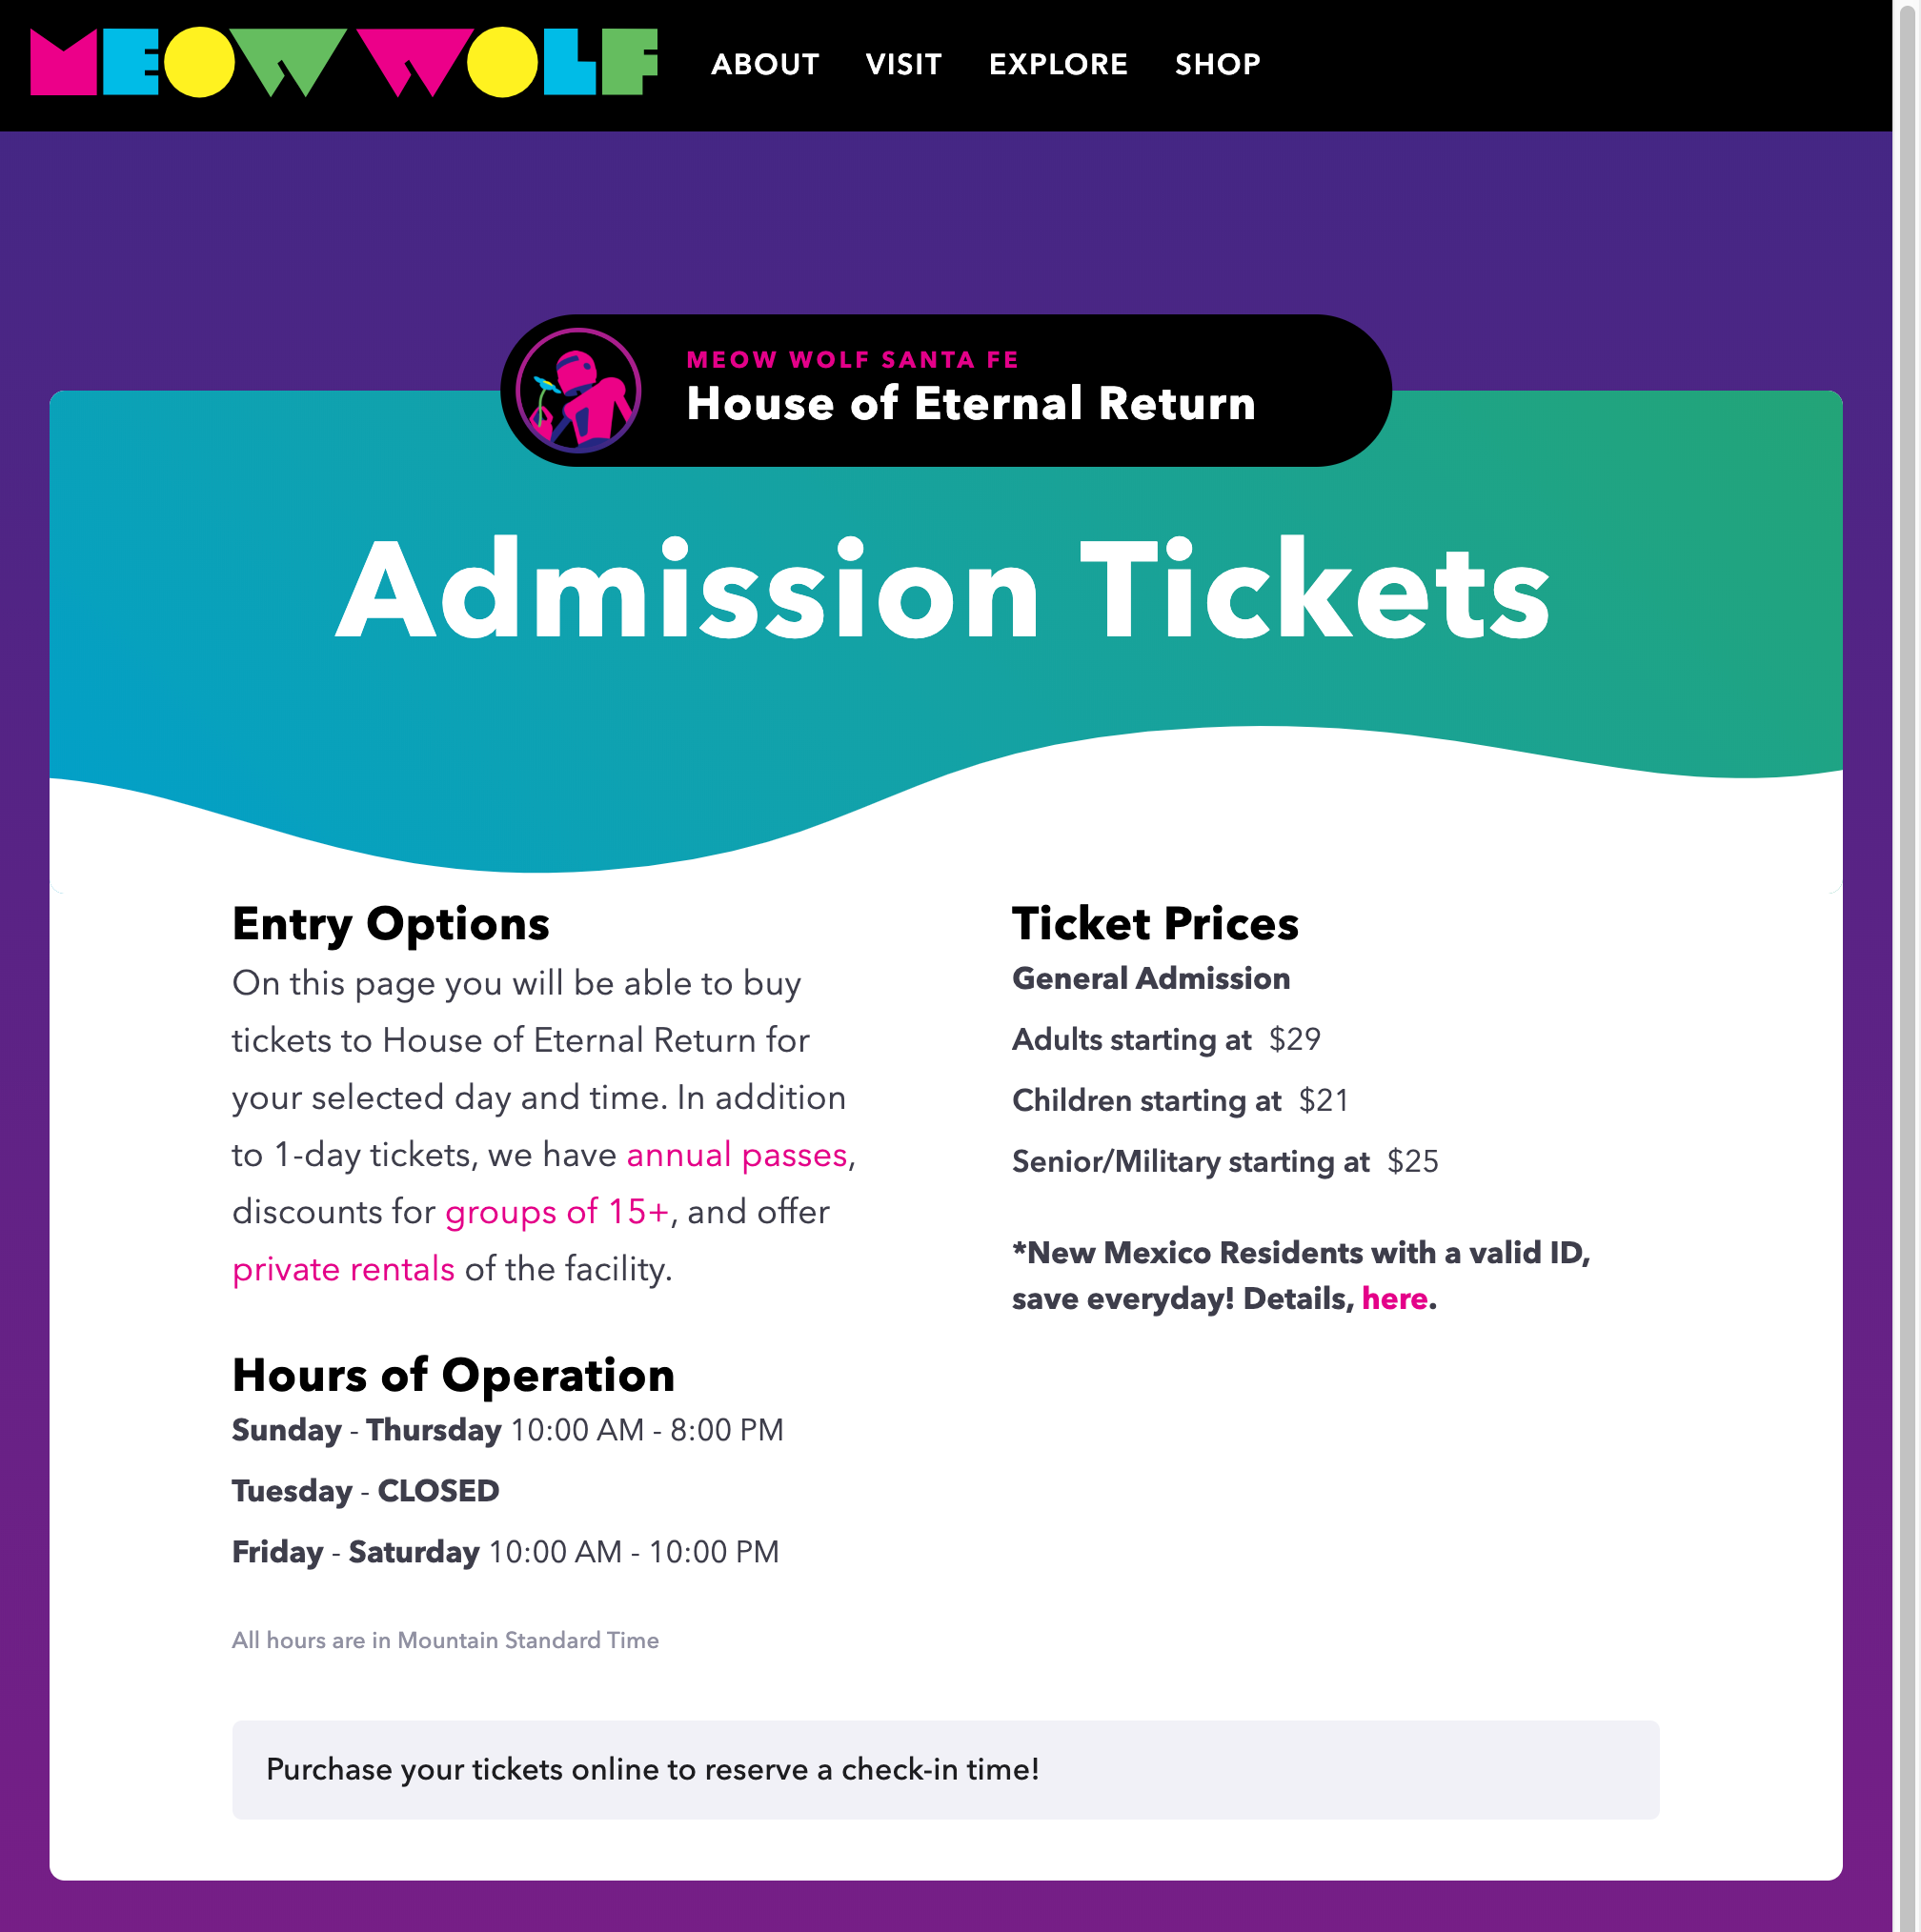 MEOW WOLF
ABOUT VISIT EXPLORE SHOP
MEOW WOLF SANTA FE
House of Eternal Return
Admission Tickets
Entry Options
On this page you will be able to buy
tickets to House of Eternal Return for
your selected day and time. In addition
to 1-day tickets, we have annual passes,
discounts for groups of 15+, and offer
private rentals of the facility.
Hours of Operation
Sunday - Thursday 10:00 AM - 8:00 PM
Tuesday - CLOSED
Friday - Saturday 10:00 AM - 10:00 PM
All hours are in Mountain Standard Time
Ticket Prices
General Admission
Adults starting at $29
Children starting at $21
Senior/Military starting at $25
*New Mexico Residents with a valid ID,
save everyday! Details, here.
Purchase your tickets online to reserve a check-in time!